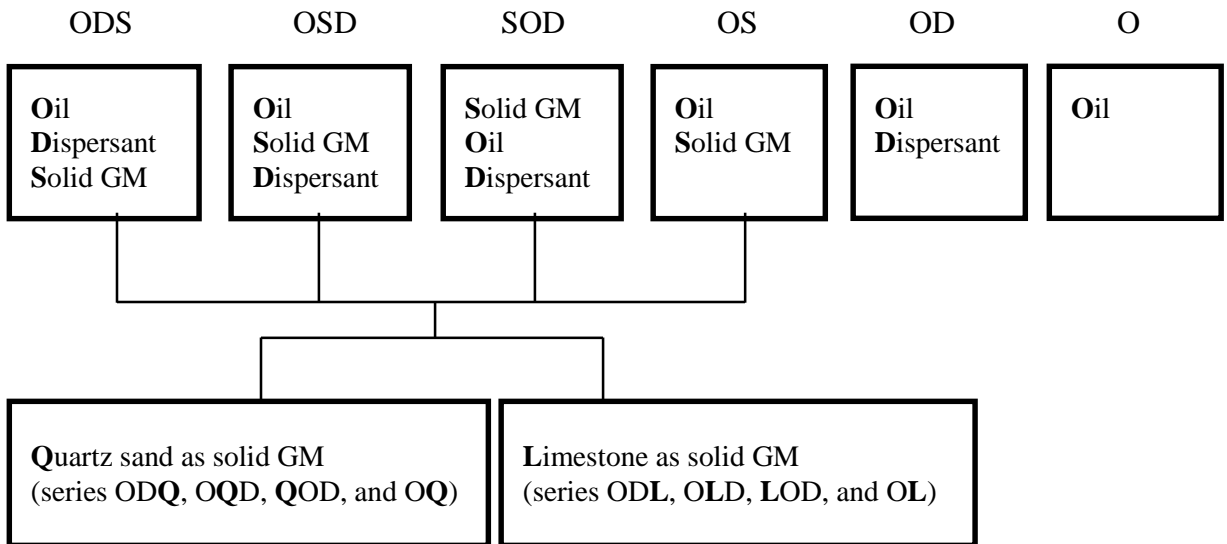 ODS OSD SOD OS OD O
Oil
Dispersant
Solid GM
Oil
Solid GM
Dispersant
Solid GM
Oil
Dispersant
Oil
Solid GM
Oil
Dispersant
Oil
Quartz sand as solid GM
(series ODQ, OQD, QOD, and OQ)
Limestone as solid GM
(series ODL, OLD, LOD, and OL)